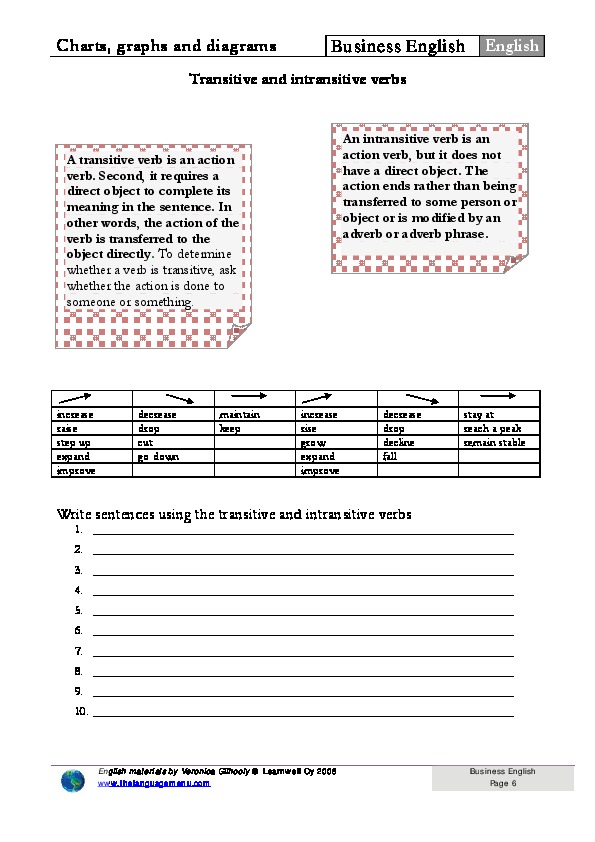 Charts, graphs and diagrams Business English English
Transitive and intransitive verbs
A transitive verb is an action
verb. Second, it requires a
direct object to complete its
meaning in the sentence. In
other words, the action of the
verb is transferred to the
object directly. To determine
whether a verb is transitive, ask
whether the action is done to
someone or something.
An intransitive verb is an
action verb, but it does not
have a direct object. The
action ends rather than being
transferred to some person or
object or is modified by an
adverb or adverb phrase.
increase decrease maintain increase decrease stay at
raise drop keep rise drop reach a peak
step up cut grow decline remain stable
expand go down expand fall
improve improve
Write sentences using the transitive and intransitive verbs
1.
2.
3.
4.
5.
6.
7.
8.
9.
10.
English materials by Veronica Gilhooly © Learnwell Oy 2006 Business English
www.thelanguagemenu.com Page 6